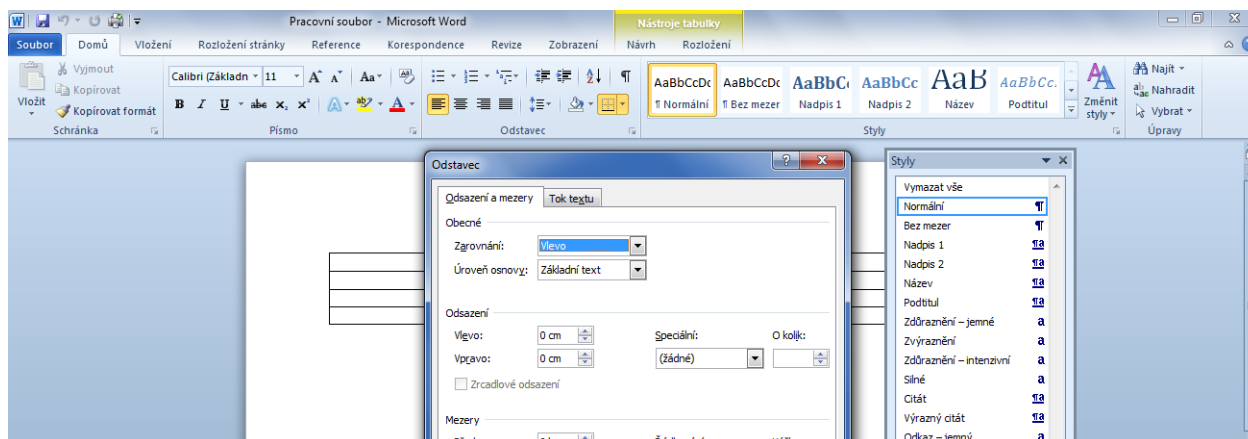 Pracovní soubor - Microsoft Word
Nástroje tabulky
Soubor Domů Vložení Rozložení stránky Reference Korespondence Revize Zobrazení Návrh Rozložení
Vložit
Vyjmout
Kopírovat
Kopírovat formát
Schránka
Calibri (Základn 11
Písmo
Odstavec
AaBbCcDc AaBbCcDc AaBbC AaBbCc AaB AaBbCc.
¶ Normální ¶ Bez mezer Nadpis 1 Nadpis 2 Název Podtitul
Změnit styly
Styly
Najít
Nahradit
Vybrat
Úpravy
Odstavec
Odsazení a mezery Tok textu
Obecné
Zarovnání: Vlevo
Úroveň osnovy: Základní text
Odsazení
Vlevo: 0 cm Speciální: O kolik:
Vpravo: 0 cm (žádné)
Zrcadlové odsazení
Mezery
Styly
Vymazat vše
Normální
Bez mezer
Nadpis 1
Nadpis 2
Název
Podtitul
Zdůraznění – jemné
Zvýraznění
Zdůraznění – intenzivní
Silné
Citát
Výrazný citát
Odkaz – jemný